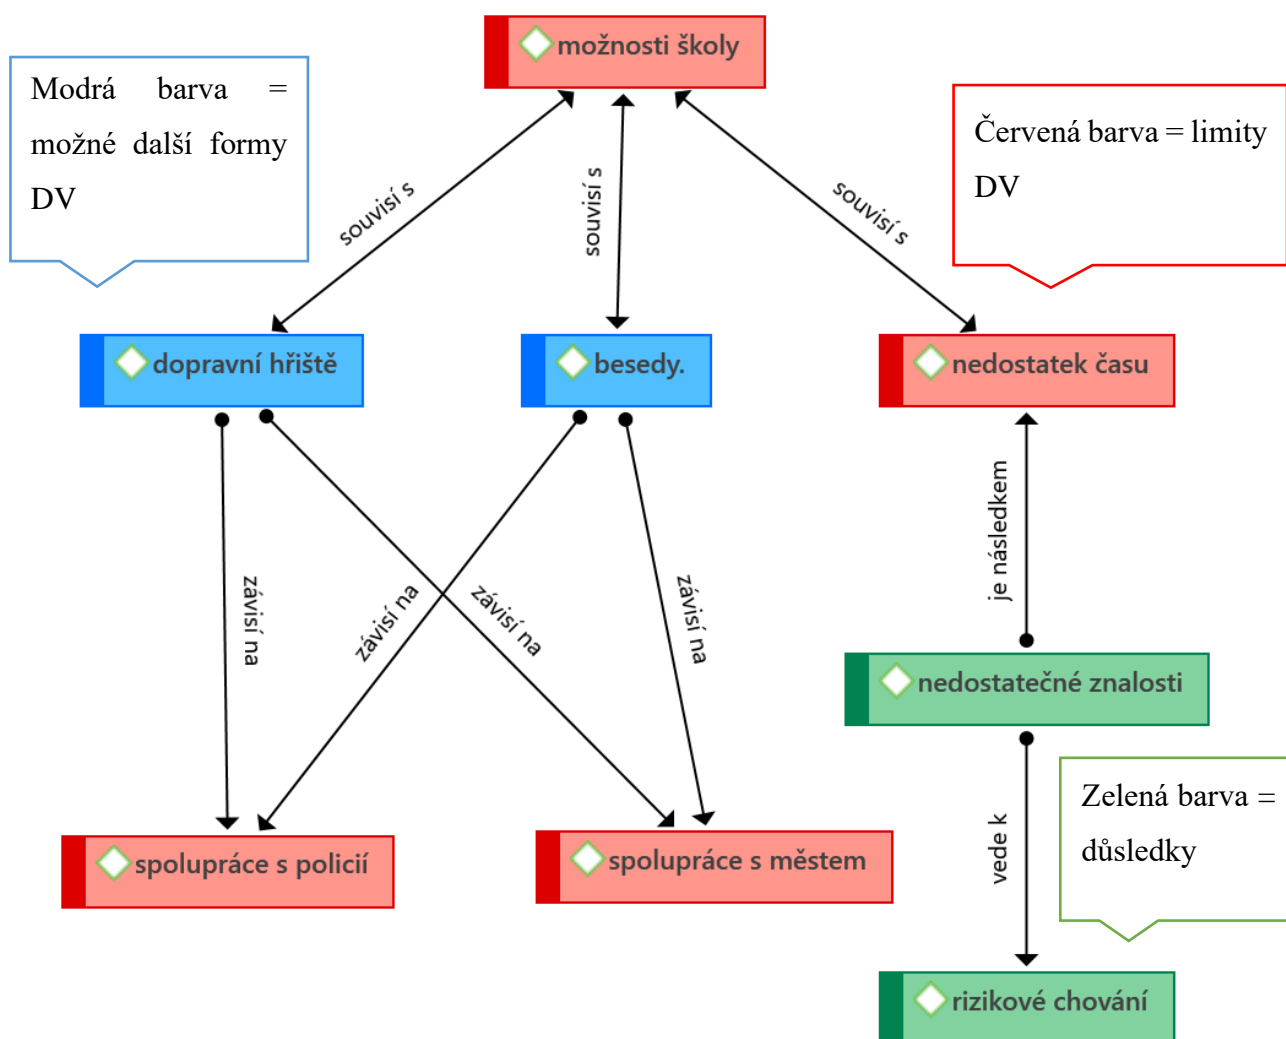 možnosti školy
Modrá barva =
možné další formy
DV
Červená barva = limity
DV
souvisí s
souvisí s
souvisí s
dopravní hřiště
besedy.
nedostatek času
je následkem
závisí na
závisí na
závisí na
závisí na
nedostatečné znalosti
Zelená barva =
důsledky
vede k
spolupráce s policií
spolupráce s městem
rizikové chování